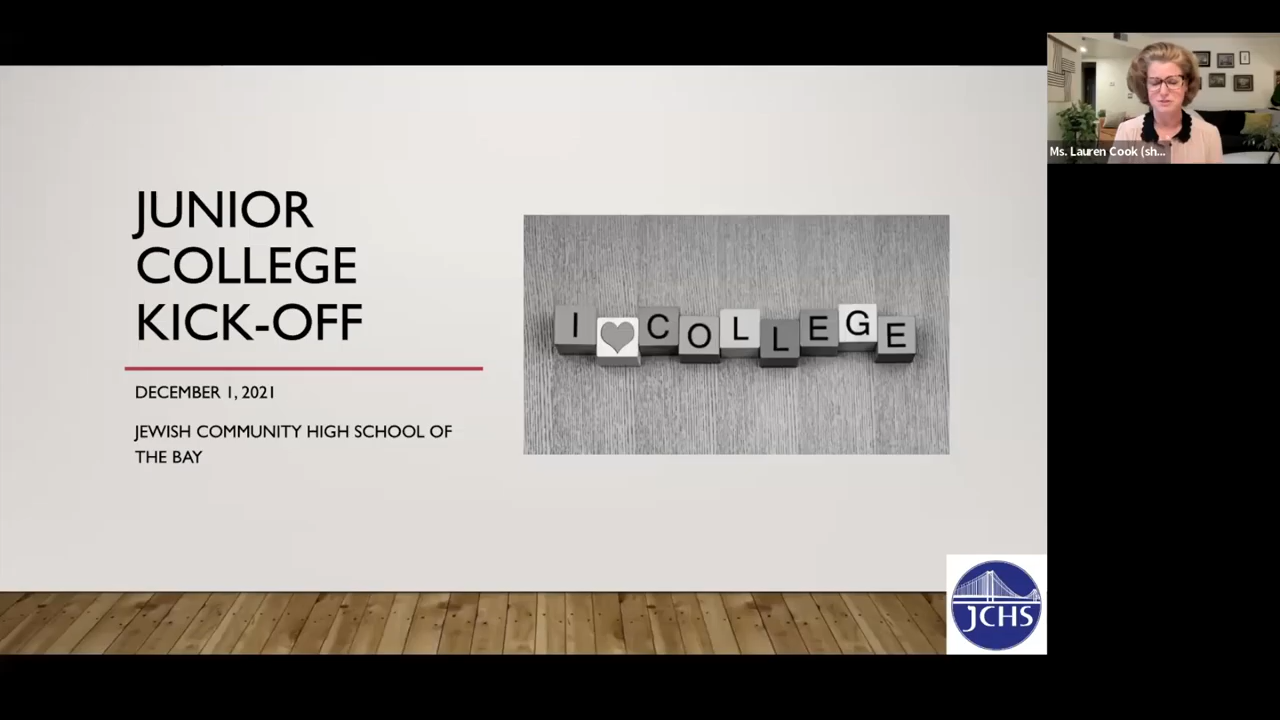 JUNIOR
COLLEGE
KICK-OFF
DECEMBER 1, 2021
JEWISH COMMUNITY HIGH SCHOOL OF
THE BAY
I COLLEGE
JCHS
Ms. Lauren Cook (sh...